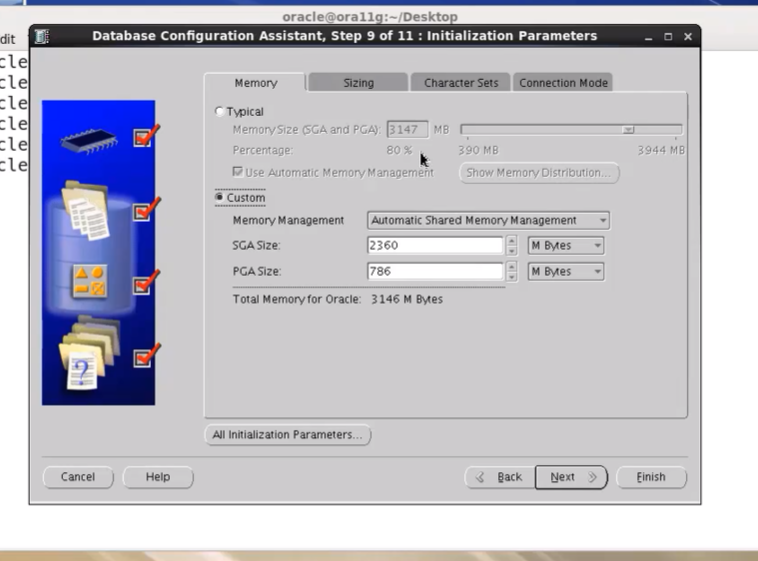 oracle@ora11g:~/Desktop
dit
Database Configuration Assistant, Step 9 of 11 : Initialization Parameters
cle
cle
cle
cle
cle
cle
Memory Sizing Character Sets Connection Mode
Typical
Memory Size (SGA and PGA): 3147 MB
Percentage: 80 % 390 MB 3944 MB
Use Automatic Memory Management Show Memory Distribution...
Custom
Memory Management Automatic Shared Memory Management
SGA Size: 2360 M Bytes
PGA Size: 786 M Bytes
Total Memory for Oracle: 3146 M Bytes
?
All Initialization Parameters...
Cancel Help Back Next Finish